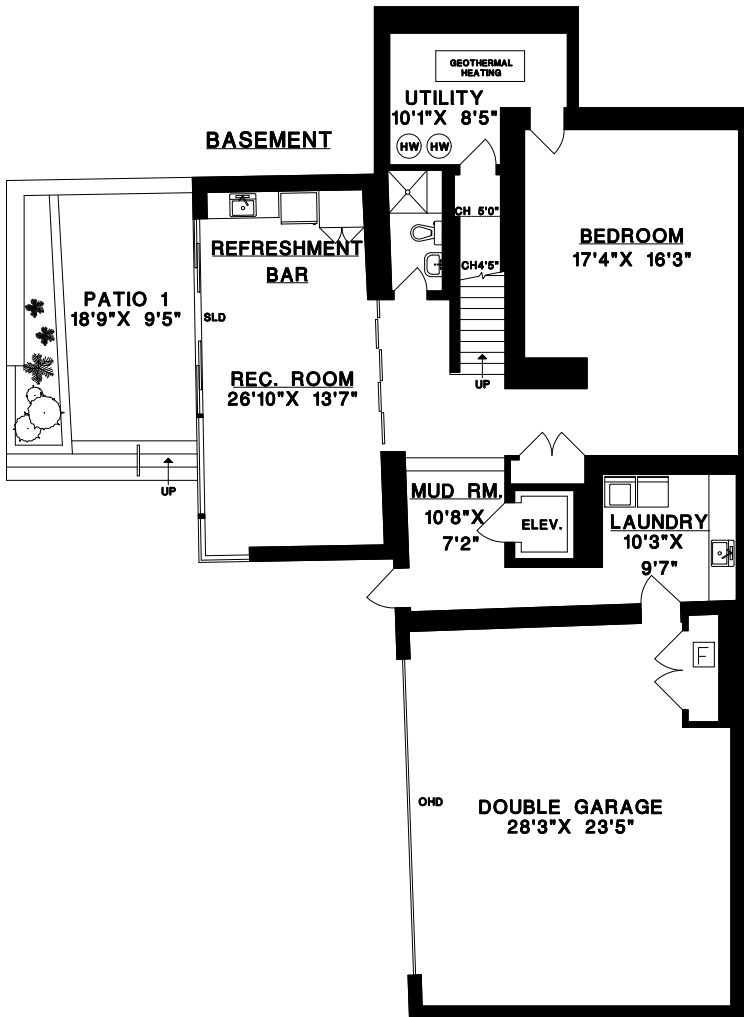 GEOTHERMAL
HEATING
UTILITY
10'1"X 8'5"
HW HW
BASEMENT
CH 5'0"
CH4'5"
UP
REFRESHMENT
BAR
BEDROOM
17'4"X 16'3"
PATIO 1
18'9"X 9'5"
SLD
REC. ROOM
26'10"X 13'7"
UP
MUD RM.
10'8"X
7'2"
ELEV.
LAUNDRY
10'3"X
9'7"
F
OHD
DOUBLE GARAGE
28'3"X 23'5"